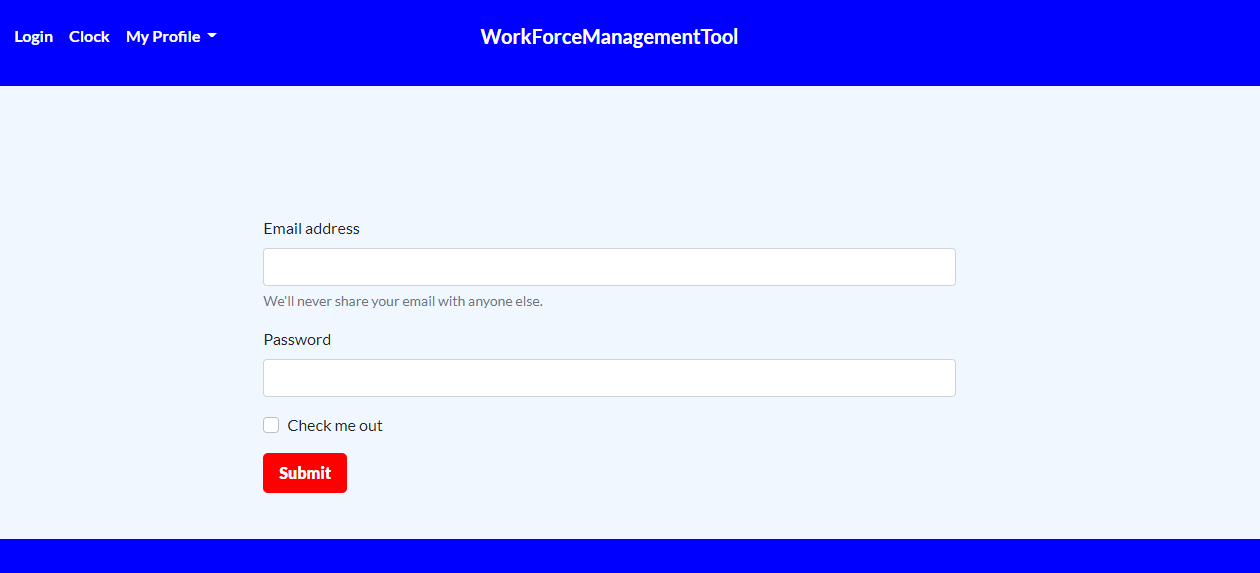 Login Clock My Profile WorkForceManagementTool
Email address
We'll never share your email with anyone else.
Password
Check me out
Submit